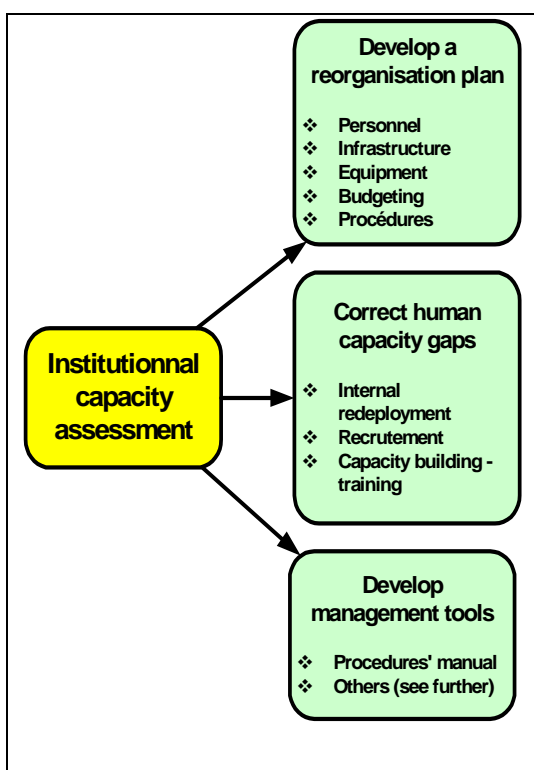 Develop a
reorganisation plan
❖ Personnel
❖ Infrastructure
❖ Equipment
❖ Budgeting
❖ Procédures
Institutionnal
capacity
assessment
Correct human
capacity gaps
❖ Internal
redeployment
❖ Recrutement
❖ Capacity building -
training
Develop
management tools
❖ Procedures' manual
❖ Others (see further)